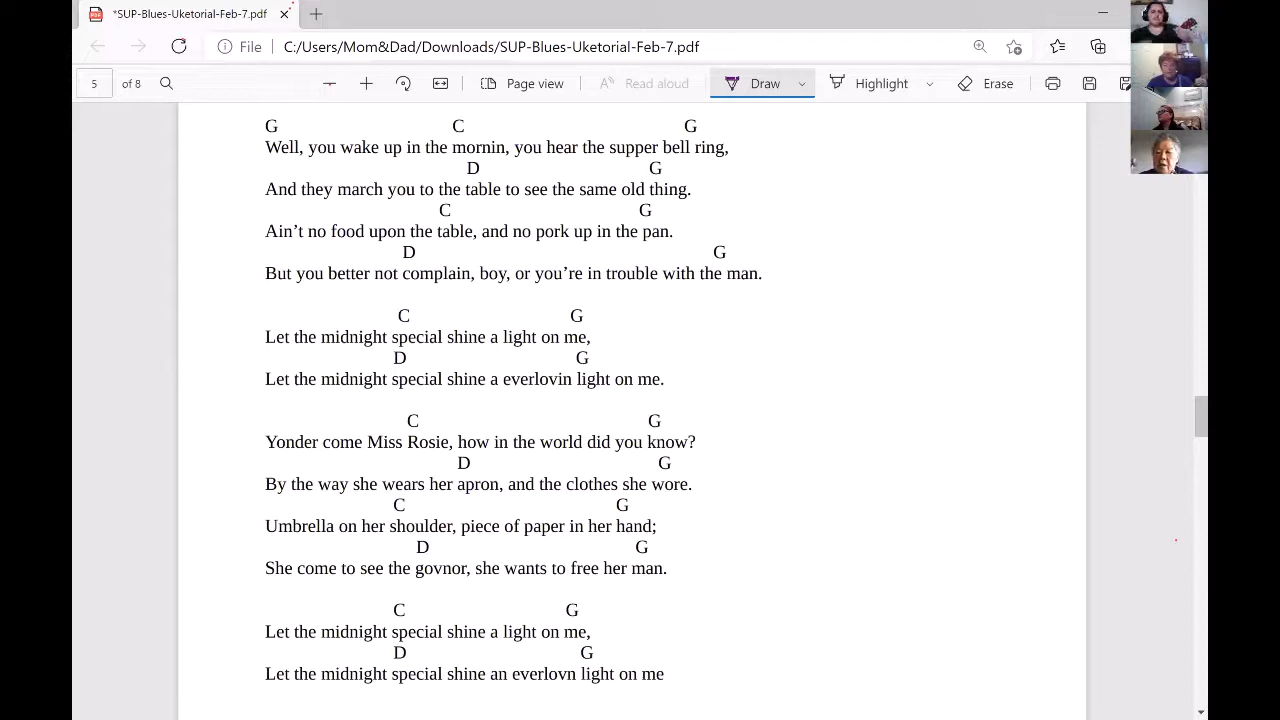 *SUP-Blues-Uketorial-Feb-7.pdf
File C:/Users/Mom&Dad/Downloads/SUP-Blues-Uketorial-Feb-7.pdf
5 of 8 Page view Read aloud Draw Highlight Erase
G C G
Well, you wake up in the mornin, you hear the supper bell ring,
D G
And they march you to the table to see the same old thing.
C G
Ain’t no food upon the table, and no pork up in the pan.
D G
But you better not complain, boy, or you’re in trouble with the man.
C G
Let the midnight special shine a light on me,
D G
Let the midnight special shine a everlovin light on me.
C G
Yonder come Miss Rosie, how in the world did you know?
D G
By the way she wears her apron, and the clothes she wore.
C G
Umbrella on her shoulder, piece of paper in her hand;
D G
She come to see the govnor, she wants to free her man.
C G
Let the midnight special shine a light on me,
D G
Let the midnight special shine an everlovn light on me